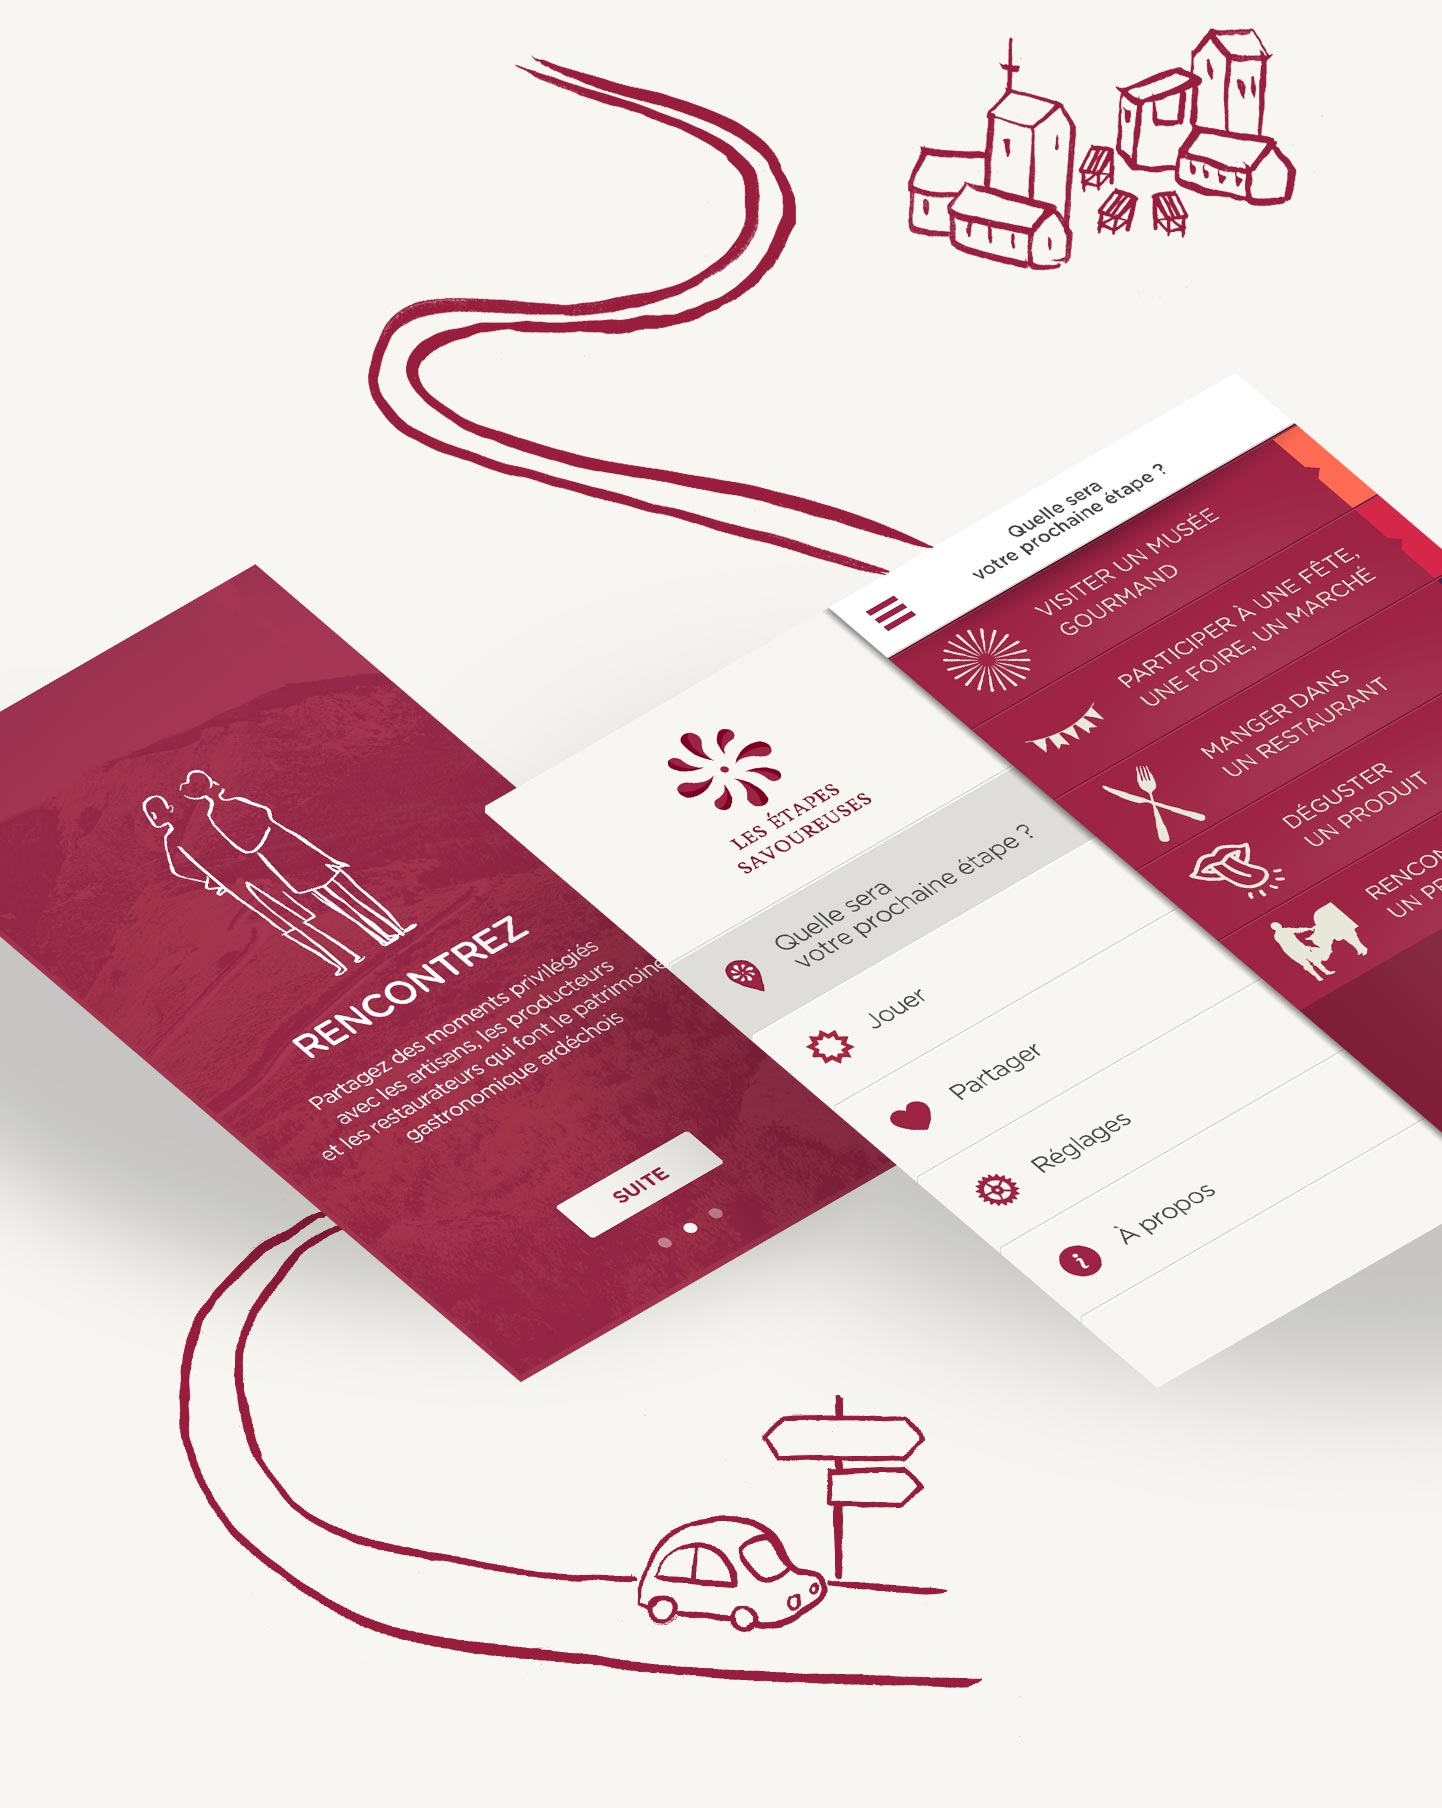 RENCONTREZ
Partagez des moments privilégiés
avec les artisans, les producteurs
et les restaurateurs qui font le patrimoine
gastronomique ardéchois
SUITE
LES ÉTAPES
SAVOUREUSES
Quelle sera
votre prochaine étape ?
Jouer
Partager
Réglages
À propos
Quelle sera
votre prochaine étape ?
VISITER UN MUSÉE
GOURMAND
PARTICIPER À UNE FÊTE,
UNE FOIRE, UN MARCHÉ
MANGER DANS
UN RESTAURANT
DÉGUSTER
UN PRODUIT
RENCON
UN PR